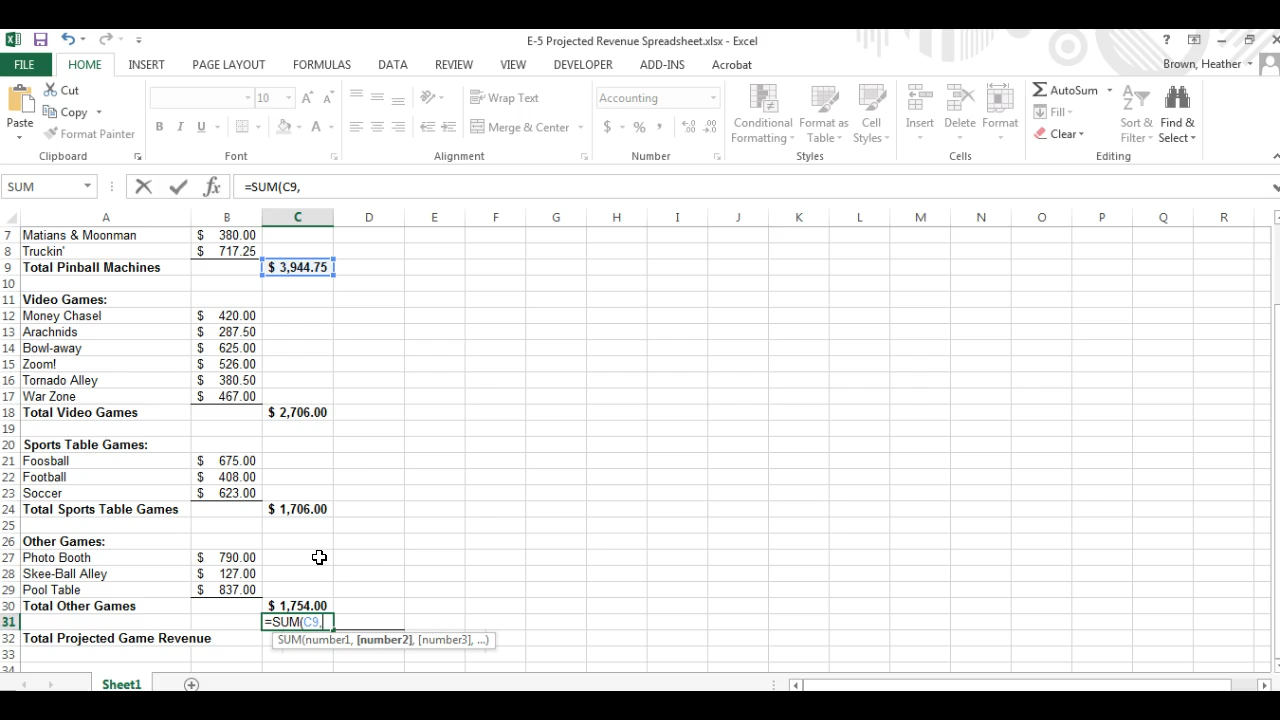 E-5 Projected Revenue Spreadsheet.xlsx - Excel
FILE HOME INSERT PAGE LAYOUT FORMULAS DATA REVIEW VIEW DEVELOPER ADD-INS Acrobat Brown, Heather
Cut
Copy
Format Painter
Paste
Clipboard
10
Font
Wrap Text
Merge & Center
Alignment
Accounting
$ % ,
Number
Conditional Formatting
Format as Table
Cell Styles
Styles
Insert
Delete
Format
Cells
AutoSum
Fill
Clear
Sort & Filter
Find & Select
Editing
SUM =SUM(C9,
A B C D E F G H I J K L M N O P Q R
7 Matians & Moonman $ 380.00
8 Truckin' $ 717.25
9 Total Pinball Machines $ 3,944.75
10
11 Video Games:
12 Money Chasel $ 420.00
13 Arachnids $ 287.50
14 Bowl-away $ 625.00
15 Zoom! $ 526.00
16 Tornado Alley $ 380.50
17 War Zone $ 467.00
18 Total Video Games $ 2,706.00
19
20 Sports Table Games:
21 Foosball $ 675.00
22 Football $ 408.00
23 Soccer $ 623.00
24 Total Sports Table Games $ 1,706.00
25
26 Other Games:
27 Photo Booth $ 790.00
28 Skee-Ball Alley $ 127.00
29 Pool Table $ 837.00
30 Total Other Games $ 1,754.00
31 =SUM(C9,
32 Total Projected Game Revenue
SUM(number1, [number2], [number3], ...)
33
34
Sheet1